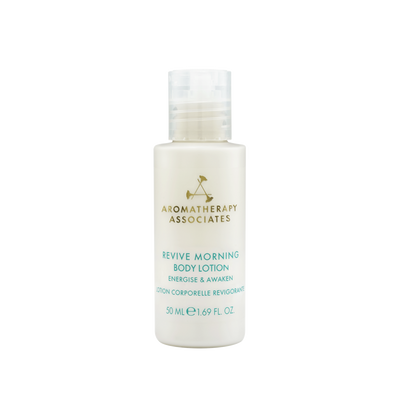 AROMATHERAPY
ASSOCIATES
REVIVE MORNING
BODY LOTION
ENERGISE & AWAKEN
LOTION CORPORELLE REVIGORANTE
50 ML ℮ 1.69 FL. OZ.